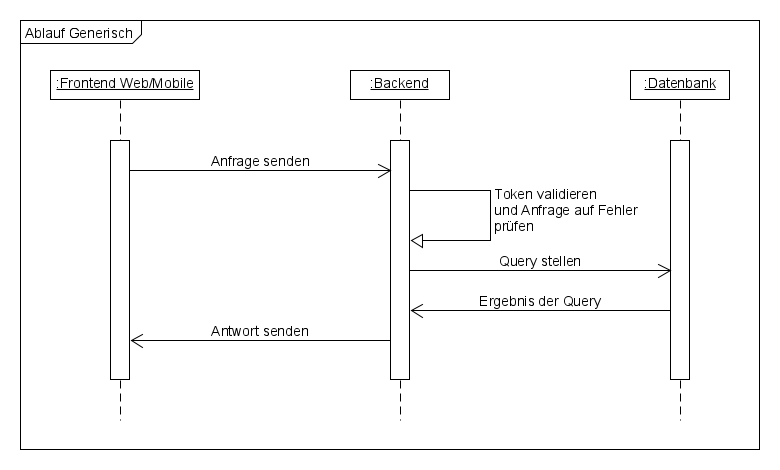 Ablauf Generisch
:Frontend Web/Mobile
:Backend
:Datenbank
Anfrage senden
Token validieren
und Anfrage auf Fehler
prüfen
Query stellen
Ergebnis der Query
Antwort senden